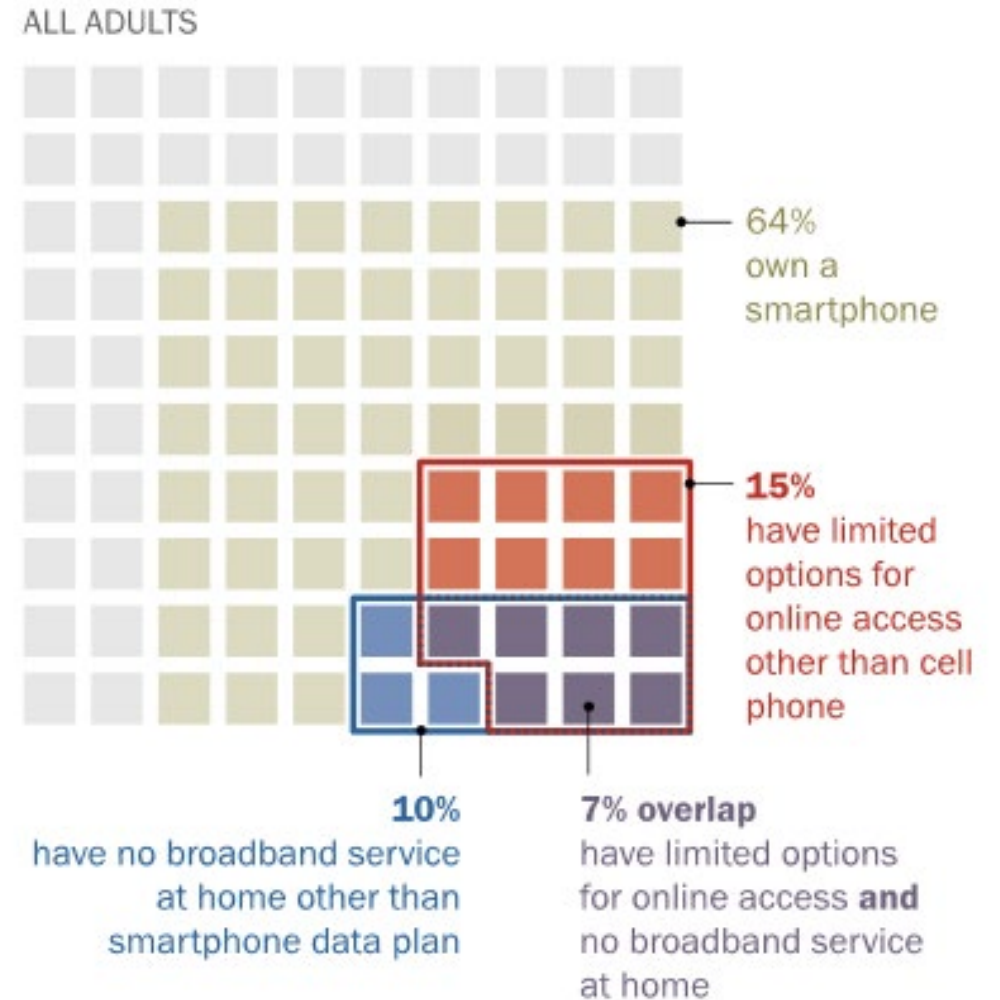 ALL ADULTS
64%
own a
smartphone
15%
have limited
options for
online access
other than cell
phone
10%
have no broadband service
at home other than
smartphone data plan
7% overlap
have limited options
for online access and
no broadband service
at home